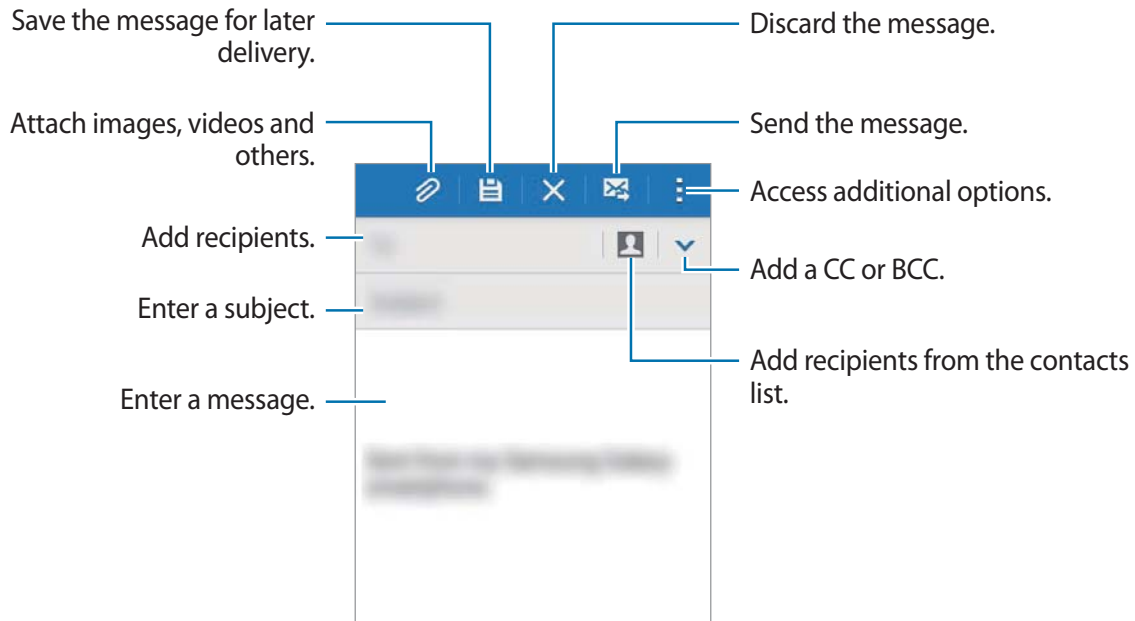 Save the message for later
delivery.
Attach images, videos and
others.
Add recipients.
Enter a subject.
Enter a message.
Discard the message.
Send the message.
Access additional options.
Add a CC or BCC.
Add recipients from the contacts
list.